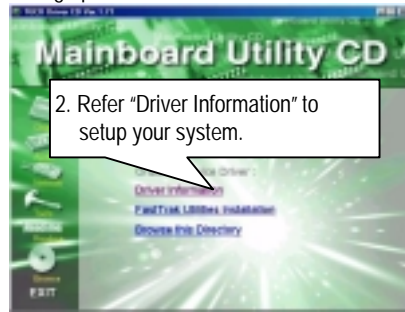 Mainboard Utility CD
2. Refer “Driver Information” to
setup your system.
Driver Information
FastTrak Utilities Installation
Browse this Directory
EXIT